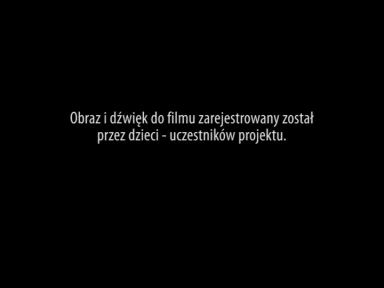 Obraz i dźwięk do filmu zarejestrowany został
przez dzieci - uczestników projektu.